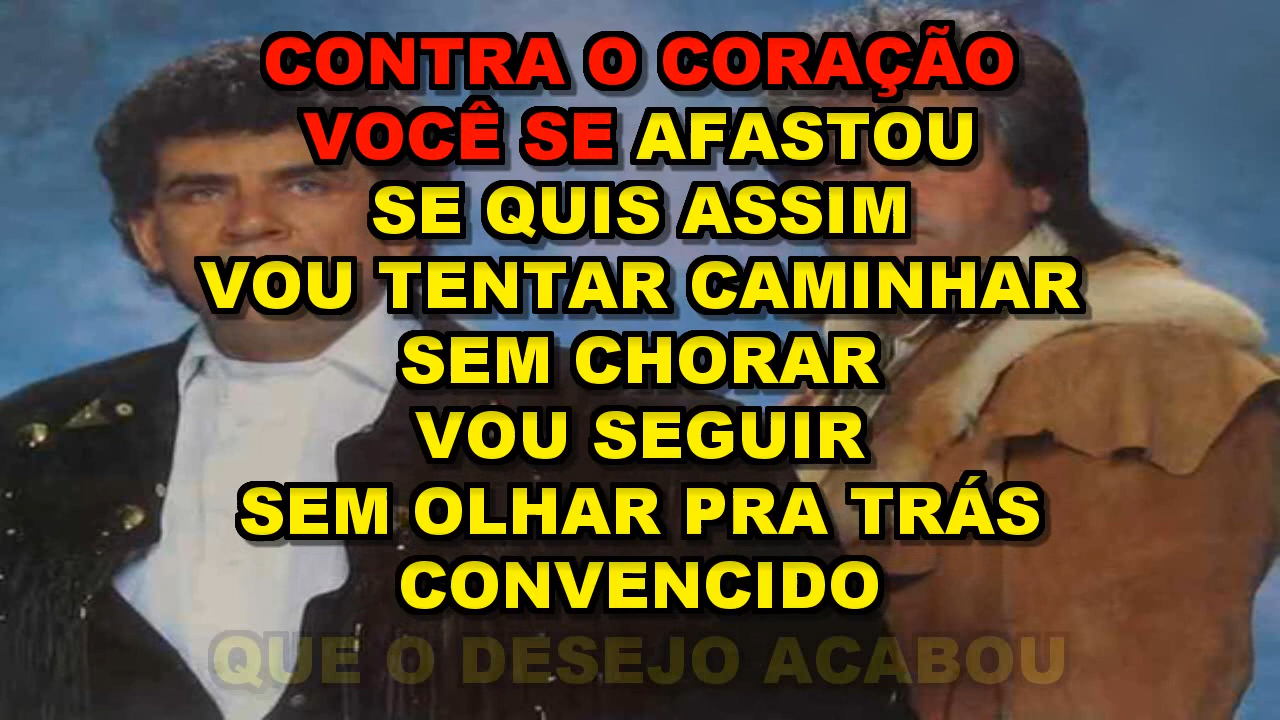 CONTRA O CORAÇÃO
VOCÊ SE AFASTOU
SE QUIS ASSIM
VOU TENTAR CAMINHAR
SEM CHORAR
VOU SEGUIR
SEM OLHAR PRA TRÁS
CONVENCIDO
QUE O DESEJO ACABOU